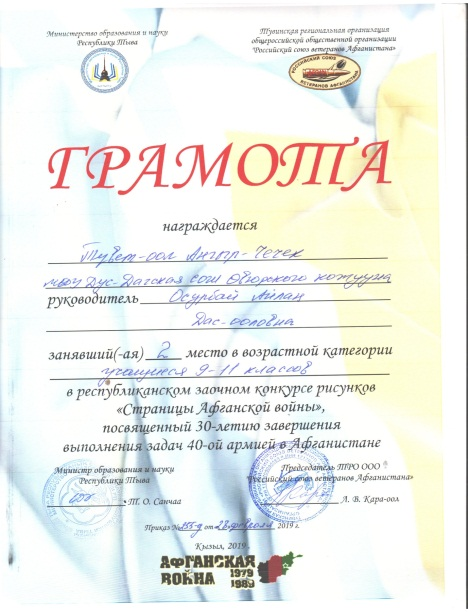 Министерство образования и науки
Республики Тыва
Тувинская региональная организация
общероссийской общественной организации
"Российский союз ветеранов Афганистана"
РОССИЙСКИЙ СОЮЗ
ВЕТЕРАНОВ АФГАНИСТАНА
ГРАМОТА
награждается
Тувет-оол Ангыр-Чечек
МБОУ Дус-Дагская СОШ Овюрского кожууна
руководитель Осурбай Айлан
Дас-ооловна
занявший(-ая) 2 место в возрастной категории
учащиеся 9-11 классов
в республиканском заочном конкурсе рисунков
«Страницы Афганской войны»,
посвященный 30-летию завершения
выполнения задач 40-ой армией в Афганистане
Министр образования и науки
Республики Тыва
Т. О. Санчаа
Председатель ТРО ООО
"Российский союз ветеранов Афганистана"
Л. В. Кара-оол
Приказ № от 28 февраля 2019 г.
Кызыл, 2019 .
АФГАНСКАЯ
ВОЙНА 1979
1989